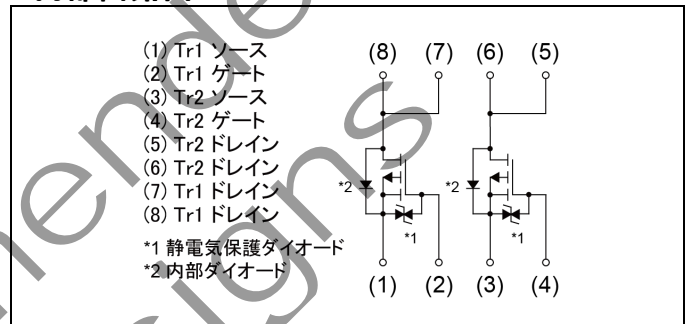 (1) Tr1 ソース
(2) Tr1 ゲート
(3) Tr2 ソース
(4) Tr2 ゲート
(5) Tr2 ドレイン
(6) Tr2 ドレイン
(7) Tr1 ドレイン
(8) Tr1 ドレイン
*1 静電気保護ダイオード
*2 内部ダイオード
(8) (7) (6) (5)
*2 *2
*1 *1
(1) (2) (3) (4)